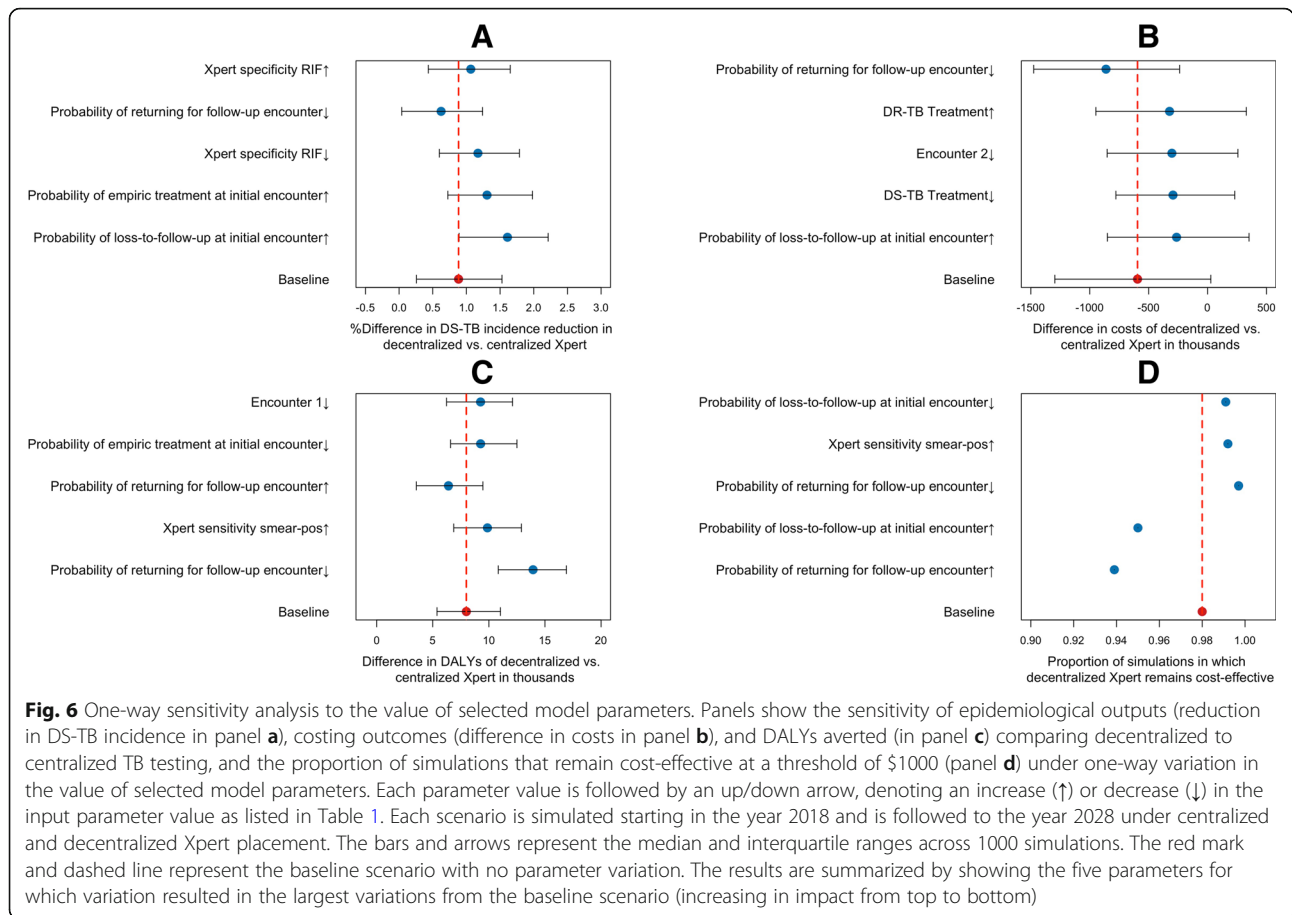 A
Xpert specificity RIF↑
Probability of returning for follow-up encounter↓
Xpert specificity RIF↓
Probability of empiric treatment at initial encounter↑
Probability of loss-to-follow-up at initial encounter↑
Baseline
-0.5 0.0 0.5 1.0 1.5 2.0 2.5 3.0
%Difference in DS-TB incidence reduction in
decentralized vs. centralized Xpert
B
Probability of returning for follow-up encounter↓
DR-TB Treatment↑
Encounter 2↓
DS-TB Treatment↓
Probability of loss-to-follow-up at initial encounter↑
Baseline
-1500 -1000 -500 0 500
Difference in costs of decentralized vs.
centralized Xpert in thousands
C
Encounter 1↓
Probability of empiric treatment at initial encounter↓
Probability of returning for follow-up encounter↑
Xpert sensitivity smear-pos↑
Probability of returning for follow-up encounter↓
Baseline
0 5 10 15 20
Difference in DALYs of decentralized vs.
centralized Xpert in thousands
D
Probability of loss-to-follow-up at initial encounter↓
Xpert sensitivity smear-pos↑
Probability of returning for follow-up encounter↓
Probability of loss-to-follow-up at initial encounter↑
Probability of returning for follow-up encounter↑
Baseline
0.90 0.92 0.94 0.96 0.98 1.00
Proportion of simulations in which
decentralized Xpert remains cost-effective
Fig. 6 One-way sensitivity analysis to the value of selected model parameters. Panels show the sensitivity of epidemiological outputs (reduction
in DS-TB incidence in panel a), costing outcomes (difference in costs in panel b), and DALYs averted (in panel c) comparing decentralized to
centralized TB testing, and the proportion of simulations that remain cost-effective at a threshold of $1000 (panel d) under one-way variation in
the value of selected model parameters. Each parameter value is followed by an up/down arrow, denoting an increase (↑) or decrease (↓) in the
input parameter value as listed in Table 1. Each scenario is simulated starting in the year 2018 and is followed to the year 2028 under centralized
and decentralized Xpert placement. The bars and arrows represent the median and interquartile ranges across 1000 simulations. The red mark
and dashed line represent the baseline scenario with no parameter variation. The results are summarized by showing the five parameters for
which variation resulted in the largest variations from the baseline scenario (increasing in impact from top to bottom)